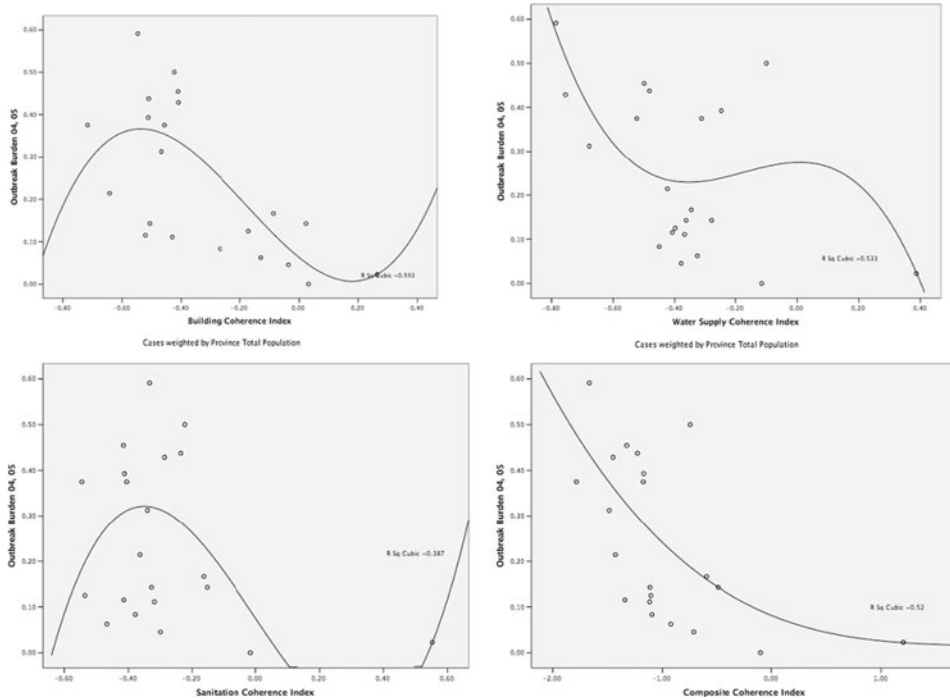 Outbreak Burden 04, 05
0.60
0.50
0.40
0.30
0.20
0.10
0.00
R Sq Cubic =0.593
-0.80 -0.60 -0.40 -0.20 0.00 0.20 0.40
Building Coherence Index
Cases weighted by Province Total Population
Outbreak Burden 04, 05
0.60
0.50
0.40
0.30
0.20
0.10
0.00
R Sq Cubic =0.533
-0.80 -0.60 -0.40 -0.20 0.00 0.20 0.40
Water Supply Coherence Index
Cases weighted by Province Total Population
Outbreak Burden 04, 05
0.60
0.50
0.40
0.30
0.20
0.10
0.00
R Sq Cubic =0.387
-0.60 -0.40 -0.20 0.00 0.20 0.40 0.60
Sanitation Coherence Index
Outbreak Burden 04, 05
0.60
0.50
0.40
0.30
0.20
0.10
0.00
R Sq Cubic =0.52
-2.00 -1.00 0.00 1.00
Composite Coherence Index